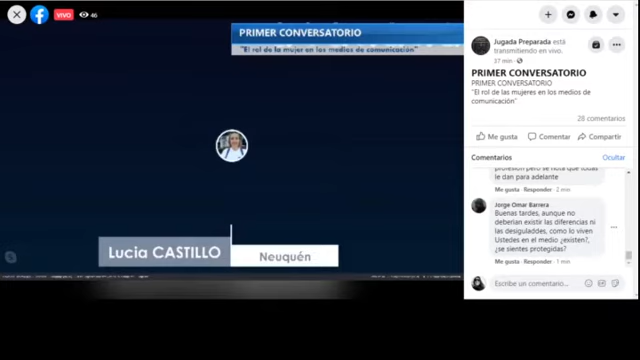 VIVO
46
PRIMER CONVERSATORIO
"El rol de la mujer en los medios de comunicación"
Lucia CASTILLO
Neuquén
Jugada Preparada está
transmitiendo en vivo.
37 min
PRIMER CONVERSATORIO
PRIMER CONVERSATORIO
"El rol de las mujeres en los medios de
comunicación"
28 comentarios
Me gusta
Comentar
Compartir
Comentarios
Ocultar
profesion pero se nota que todas
le dan para adelante
Me gusta · Responder · 2 min
Jorge Omar Barrera
Buenas tardes, aunque no
deberian existir las diferencias ni
las desiguladdes, como lo viven
Ustedes en el medio ¿existen?,
¿se sientes protegidas?
Me gusta · Responder · 1 min
Escribe un comentario...